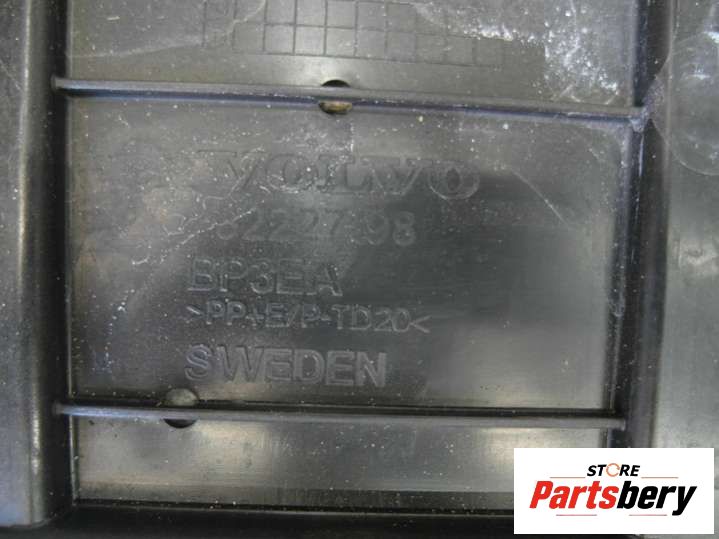 VOLVO
8222798
BP3EA
>PP+E/P-TD20<
SWEDEN
STORE
Partsbery